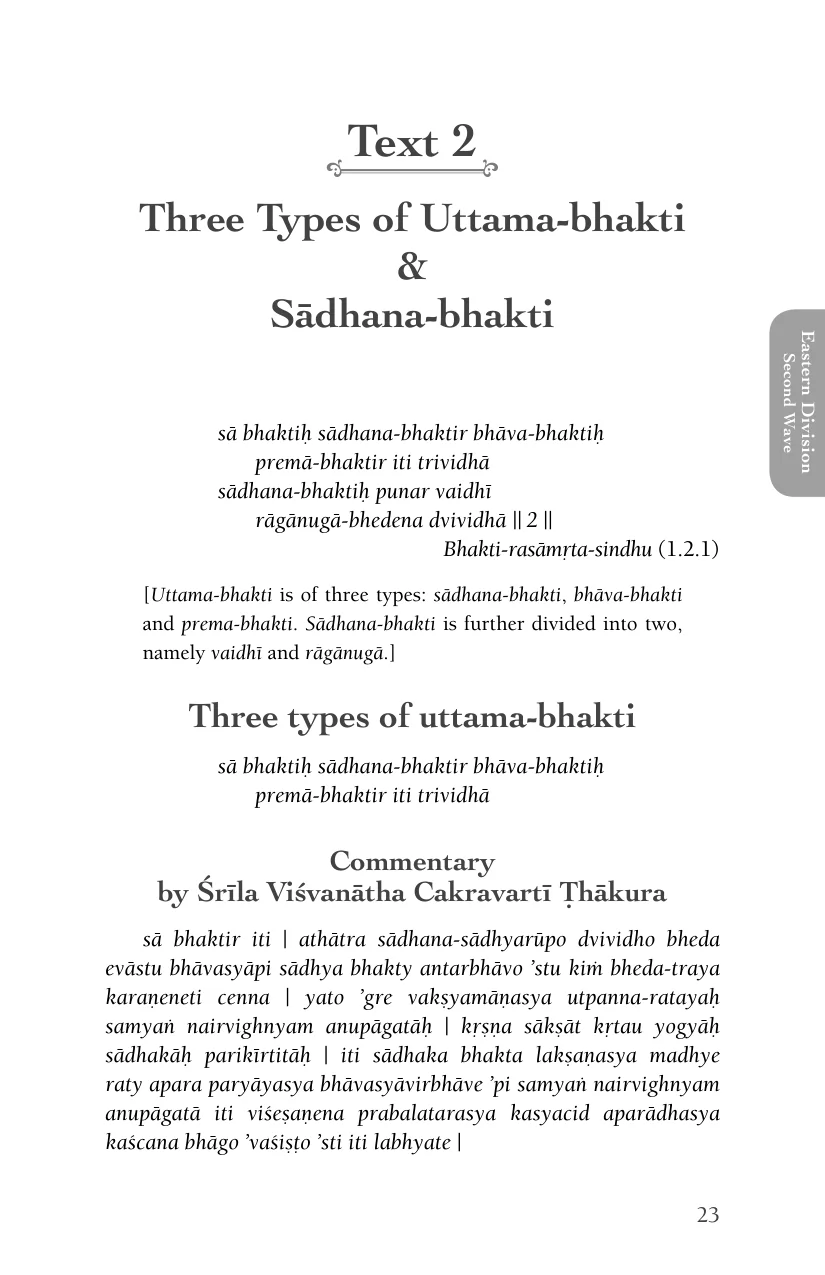 Text 2
Three Types of Uttama-bhakti
&
Sādhana-bhakti
Eastern Division
Second Wave
sā bhaktiḥ sādhana-bhaktir bhāva-bhaktiḥ
premā-bhaktir iti trividhā
sādhana-bhaktiḥ punar vaidhī
rāgānugā-bhedena dvividhā || 2 ||
Bhakti-rasāmṛta-sindhu (1.2.1)
[Uttama-bhakti is of three types: sādhana-bhakti, bhāva-bhakti
and prema-bhakti. Sādhana-bhakti is further divided into two,
namely vaidhī and rāgānugā.]
Three types of uttama-bhakti
sā bhaktiḥ sādhana-bhaktir bhāva-bhaktiḥ
premā-bhaktir iti trividhā
Commentary
by Śrīla Viśvanātha Cakravartī Ṭhākura
sā bhaktir iti | athātra sādhana-sādhyarūpo dvividho bheda
evāstu bhāvasyāpi sādhya bhakty antarbhāvo ’stu kiṁ bheda-traya
karaṇeneti cenna | yato ’gre vakṣyamāṇasya utpanna-ratayaḥ
samyaṅ nairvighnyam anupāgatāḥ | kṛṣṇa sākṣāt kṛtau yogyāḥ
sādhakāḥ parikīrtitāḥ | iti sādhaka bhakta lakṣaṇasya madhye
raty apara paryāyasya bhāvasyāvirbhāve ’pi samyaṅ nairvighnyam
anupāgatā iti viśeṣaṇena prabalatarasya kasyacid aparādhasya
kaścana bhāgo ’vaśiṣṭo ’sti iti labhyate |
23